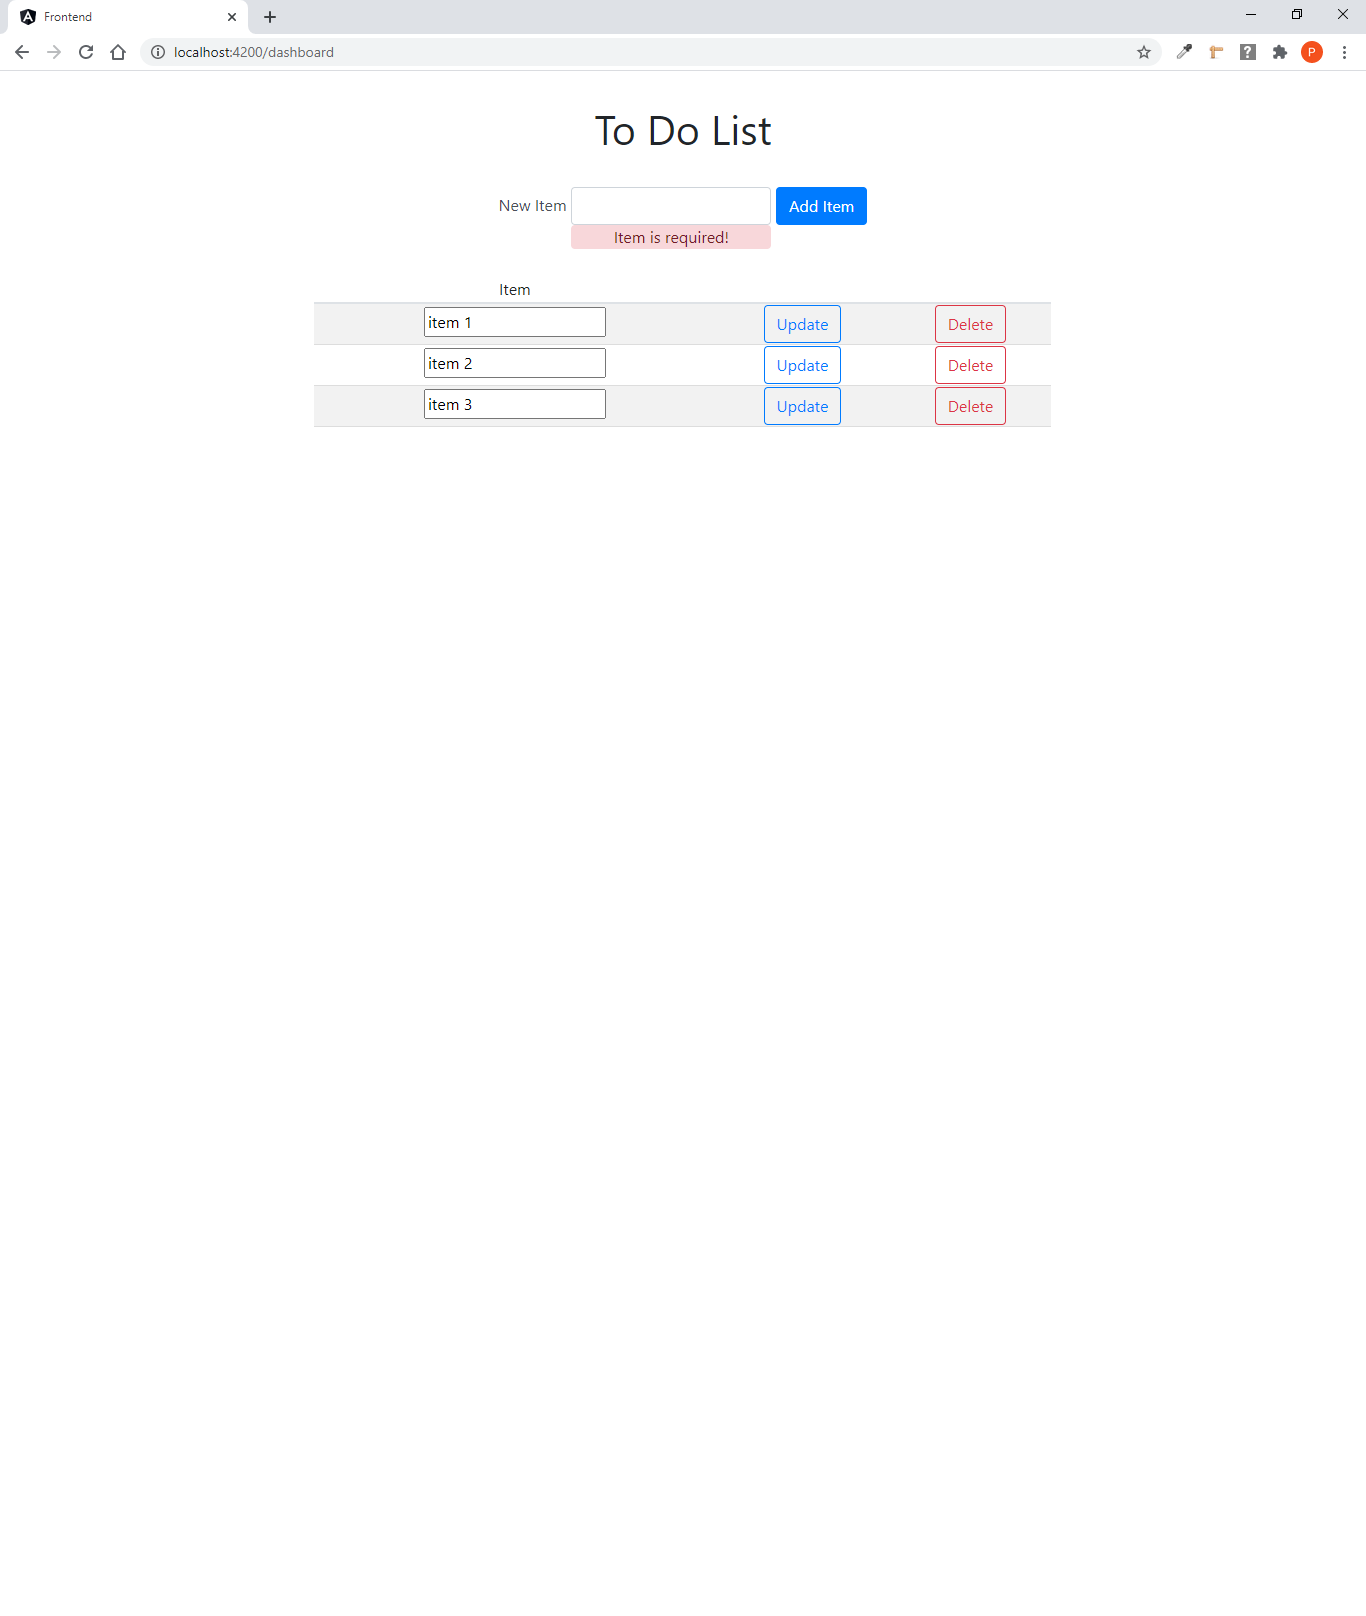 Frontend
localhost:4200/dashboard
P
To Do List
New Item Add Item
Item is required!
Item
item 1 Update Delete
item 2 Update Delete
item 3 Update Delete